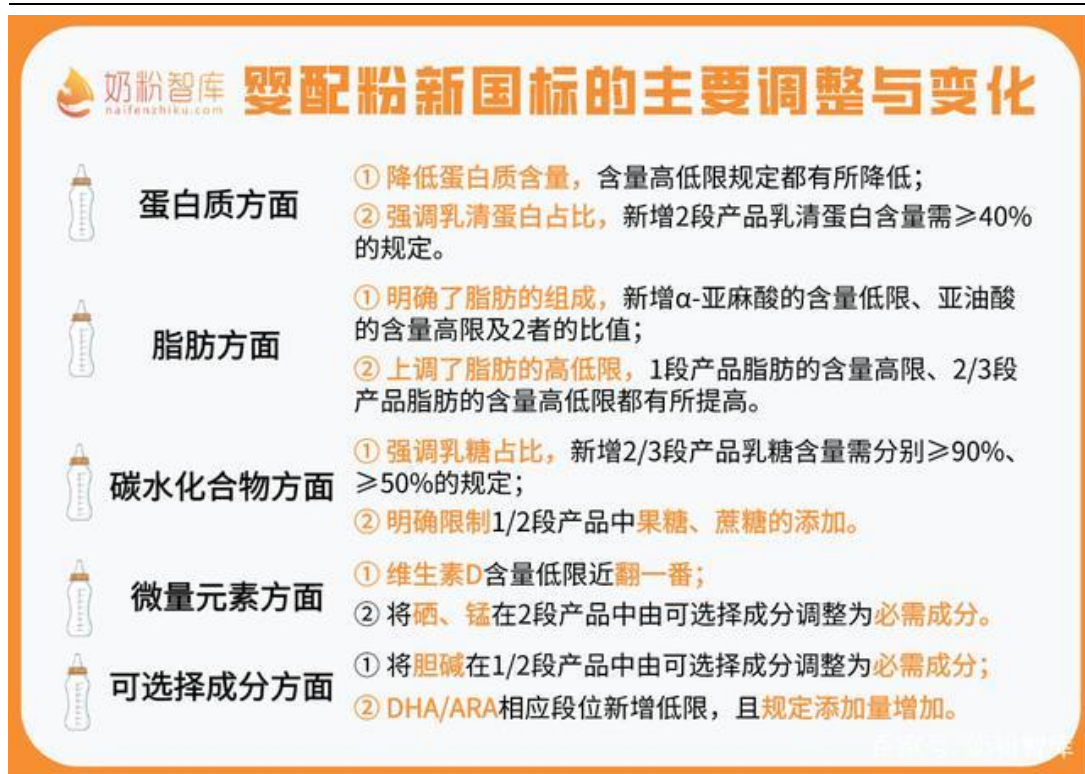 奶粉智库
naifenzhiku.com
婴配粉新国标的主要调整与变化
蛋白质方面
① 降低蛋白质含量，含量高低限规定都有所降低；
② 强调乳清蛋白占比，新增2段产品乳清蛋白含量需≥40%
的规定。
脂肪方面
① 明确了脂肪的组成，新增α-亚麻酸的含量低限、亚油酸
的含量高限及2者的比值；
② 上调了脂肪的高低限，1段产品脂肪的含量高限、2/3段
产品脂肪的含量高低限都有所提高。
碳水化合物方面
① 强调乳糖占比，新增2/3段产品乳糖含量需分别≥90%、
≥50%的规定；
② 明确限制1/2段产品中果糖、蔗糖的添加。
微量元素方面
① 维生素D含量低限近翻一番；
② 将硒、锰在2段产品中由可选择成分调整为必需成分。
可选择成分方面
① 将胆碱在1/2段产品中由可选择成分调整为必需成分；
② DHA/ARA相应段位新增低限，且规定添加量增加。